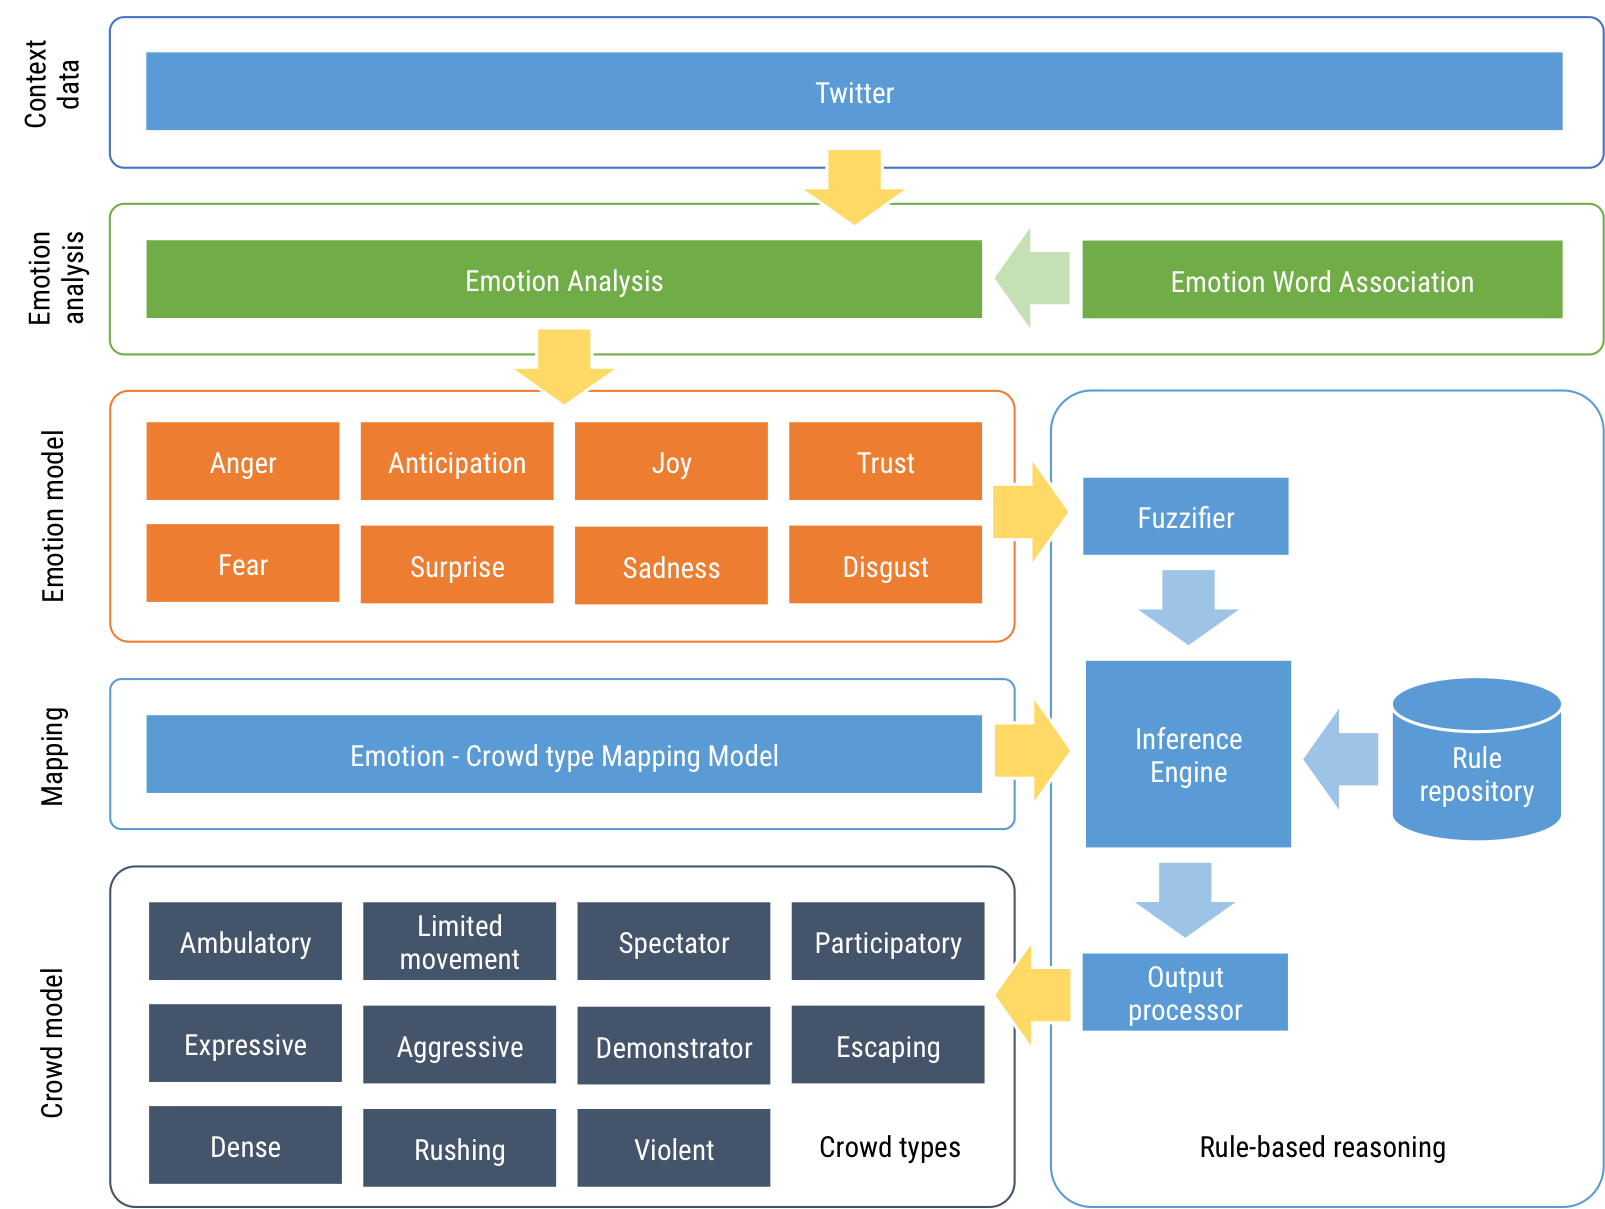 Context
data
Twitter
Emotion
analysis
Emotion Analysis
Emotion Word Association
Emotion model
Anger
Anticipation
Joy
Trust
Fear
Surprise
Sadness
Disgust
Fuzzifier
Mapping
Emotion - Crowd type Mapping Model
Inference
Engine
Rule
repository
Crowd model
Ambulatory
Limited
movement
Spectator
Participatory
Expressive
Aggressive
Demonstrator
Escaping
Dense
Rushing
Violent
Crowd types
Output
processor
Rule-based reasoning